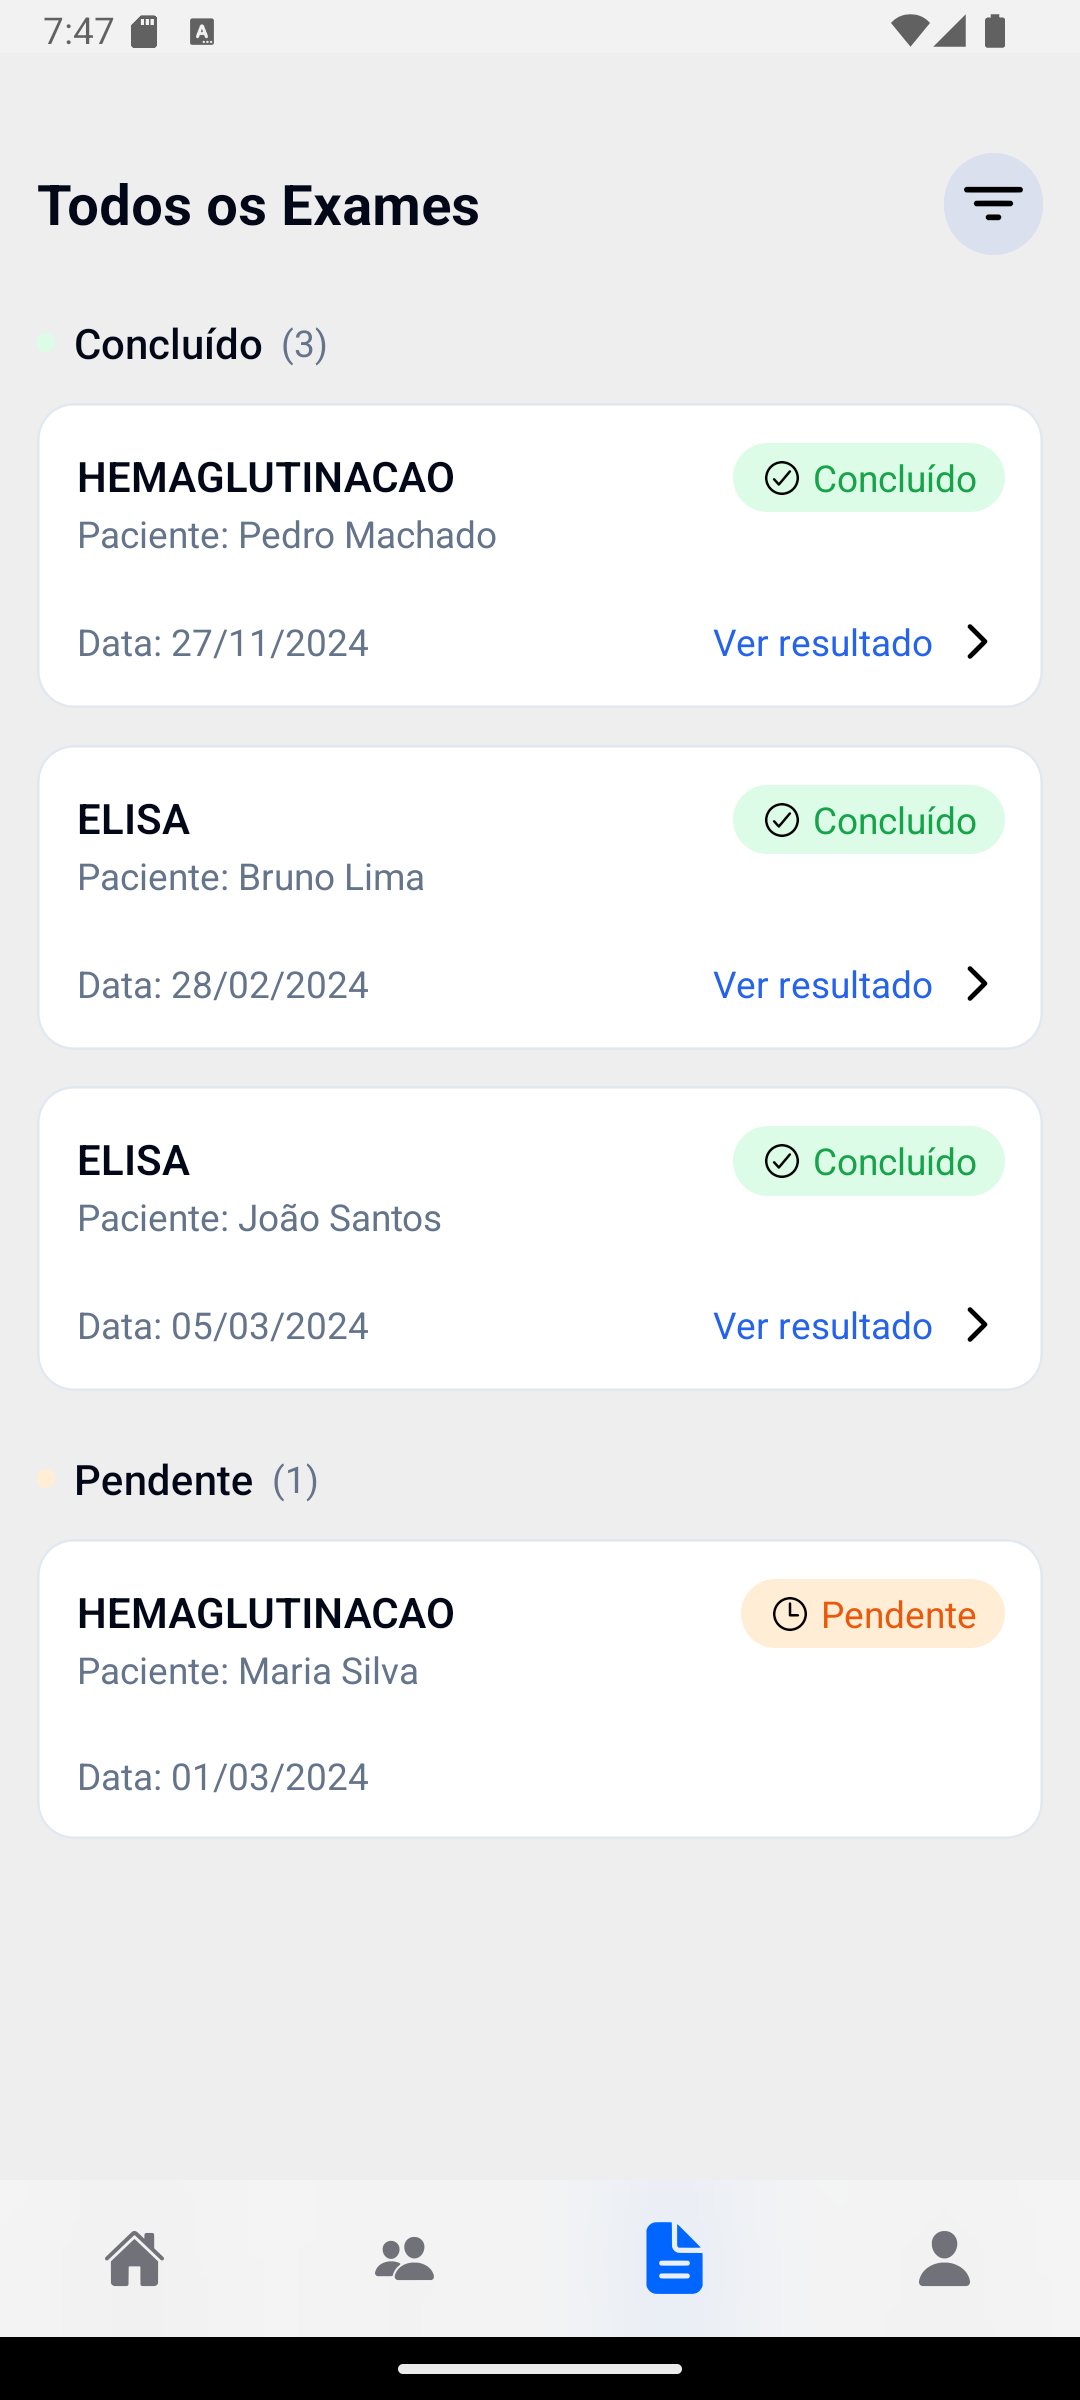 7:47
Todos os Exames
Concluído (3)
HEMAGLUTINACAO
Concluído
Paciente: Pedro Machado
Data: 27/11/2024
Ver resultado
ELISA
Concluído
Paciente: Bruno Lima
Data: 28/02/2024
Ver resultado
ELISA
Concluído
Paciente: João Santos
Data: 05/03/2024
Ver resultado
Pendente (1)
HEMAGLUTINACAO
Pendente
Paciente: Maria Silva
Data: 01/03/2024